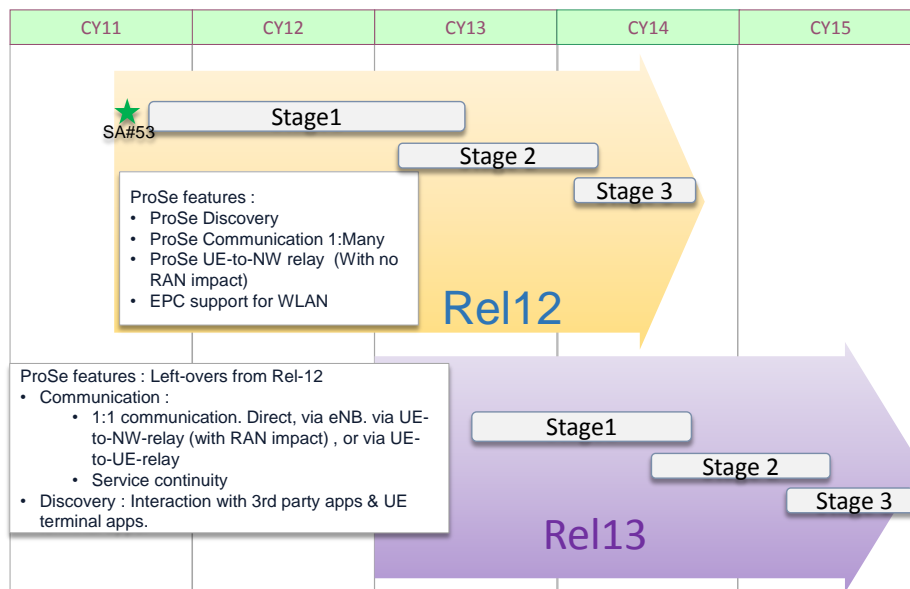 CY11 CY12 CY13 CY14 CY15
SA#53
Stage1
Stage 2
Stage 3
ProSe features :
• ProSe Discovery
• ProSe Communication 1:Many
• ProSe UE-to-NW relay (With no
RAN impact)
• EPC support for WLAN
Rel12
ProSe features : Left-overs from Rel-12
• Communication :
• 1:1 communication. Direct, via eNB. via UE-
to-NW-relay (with RAN impact) , or via UE-
to-UE-relay
• Service continuity
• Discovery : Interaction with 3rd party apps & UE
terminal apps.
Stage1
Stage 2
Stage 3
Rel13